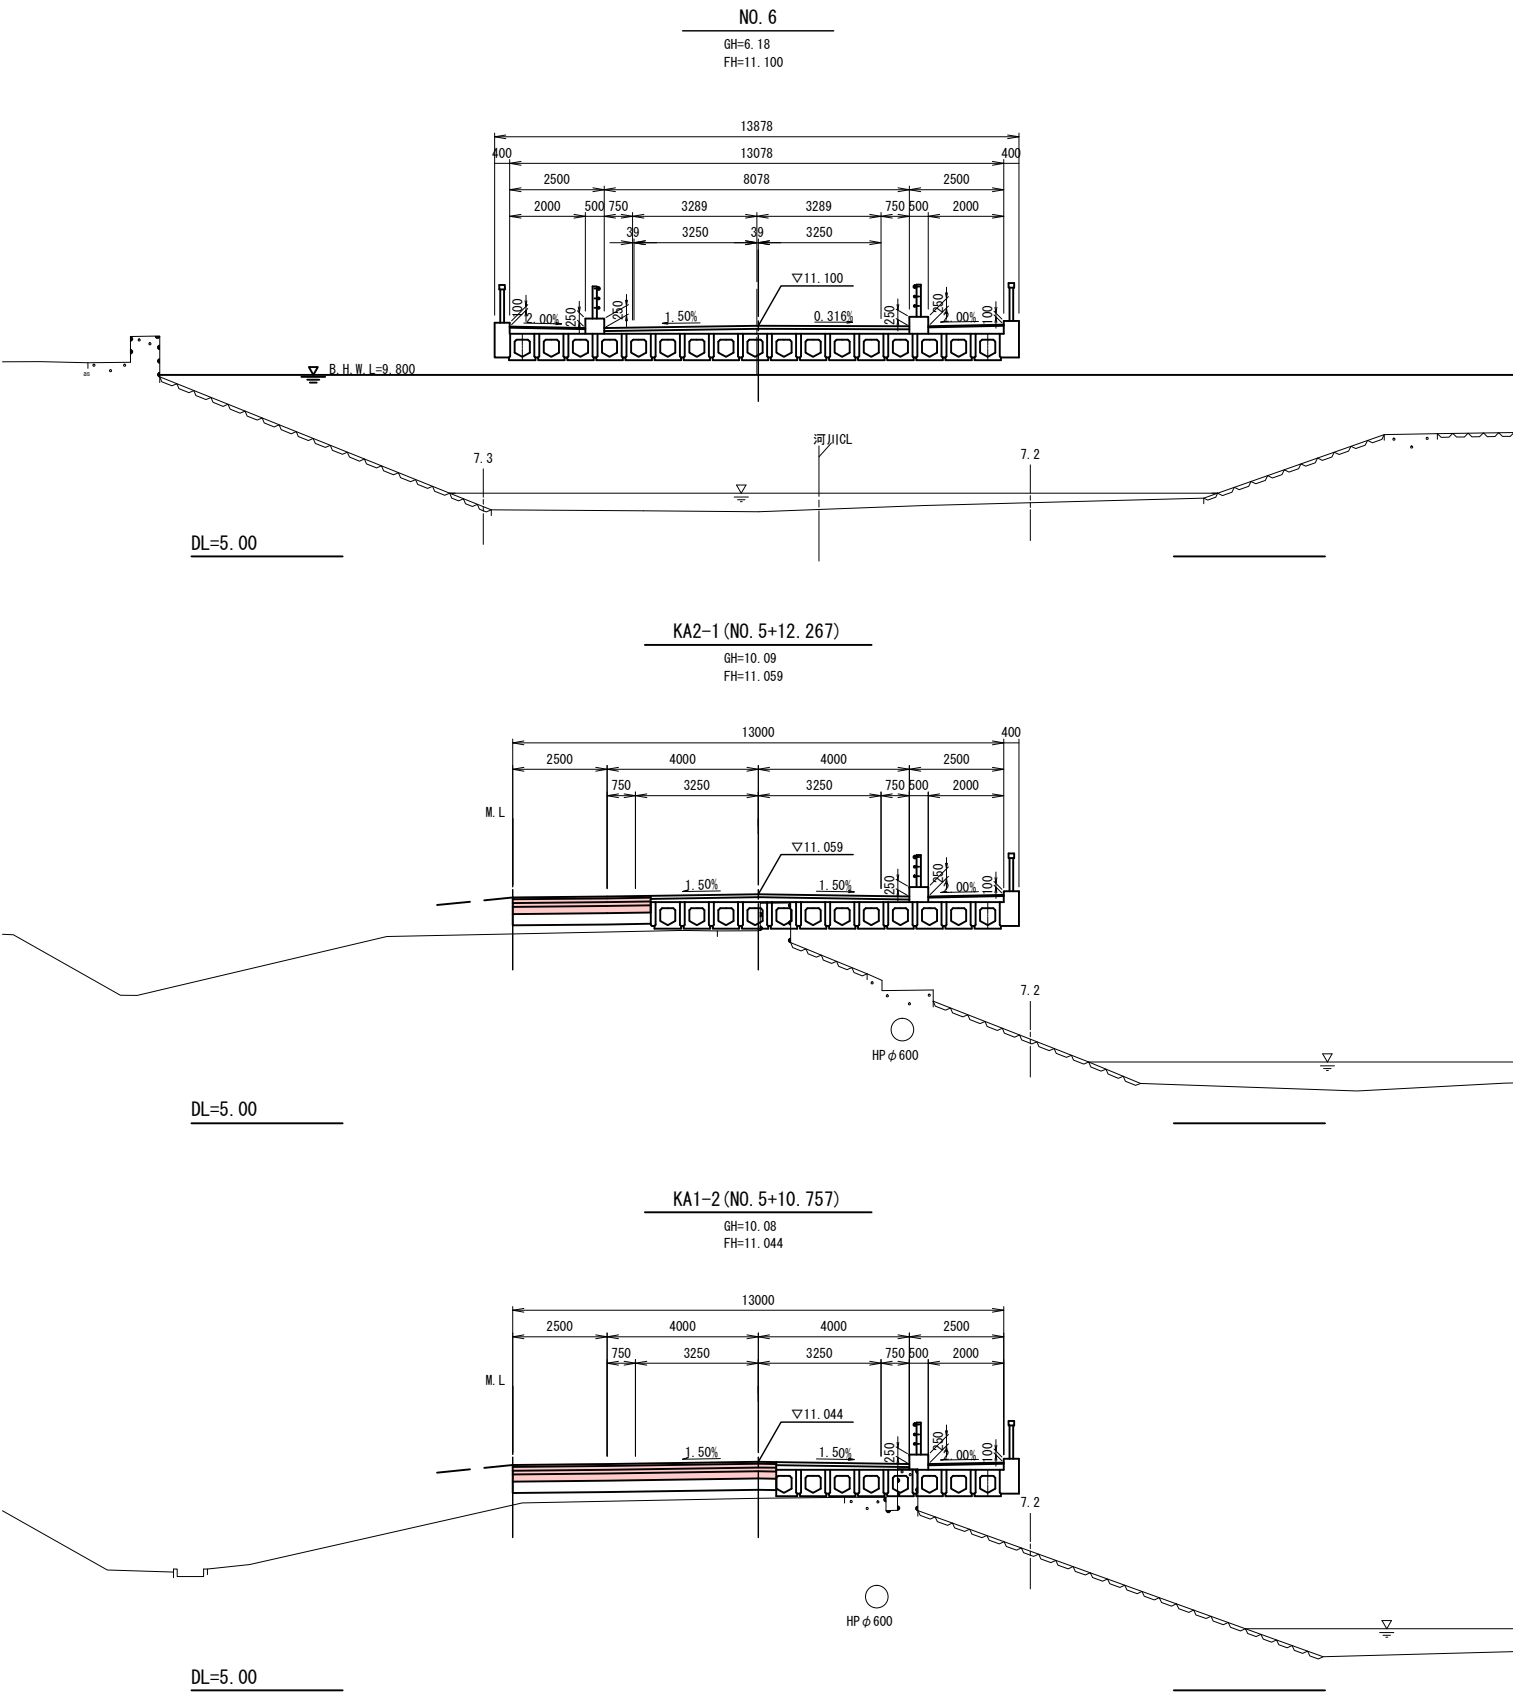 NO.6
GH=6.18
FH=11.100
13878
400 13078 400
2500 8078 2500
2000 500 750 3289 3289 750 500 2000
39 3250 39 3250
▽11.100
100 2.00% 250 250 1.50% 0.316% 250 250 2.00% 100
as
B.H.W.L=9.800
河川CL
7.3
7.2
DL=5.00
KA2-1(NO.5+12.267)
GH=10.09
FH=11.059
13000 400
2500 4000 4000 2500
750 3250 3250 750 500 2000
M.L
▽11.059
1.50% 1.50% 250 250 2.00% 100
7.2
HPφ600
DL=5.00
KA1-2(NO.5+10.757)
GH=10.08
FH=11.044
13000
2500 4000 4000 2500
750 3250 3250 750 500 2000
M.L
▽11.044
1.50% 1.50% 250 250 2.00% 100
7.2
HPφ600
DL=5.00